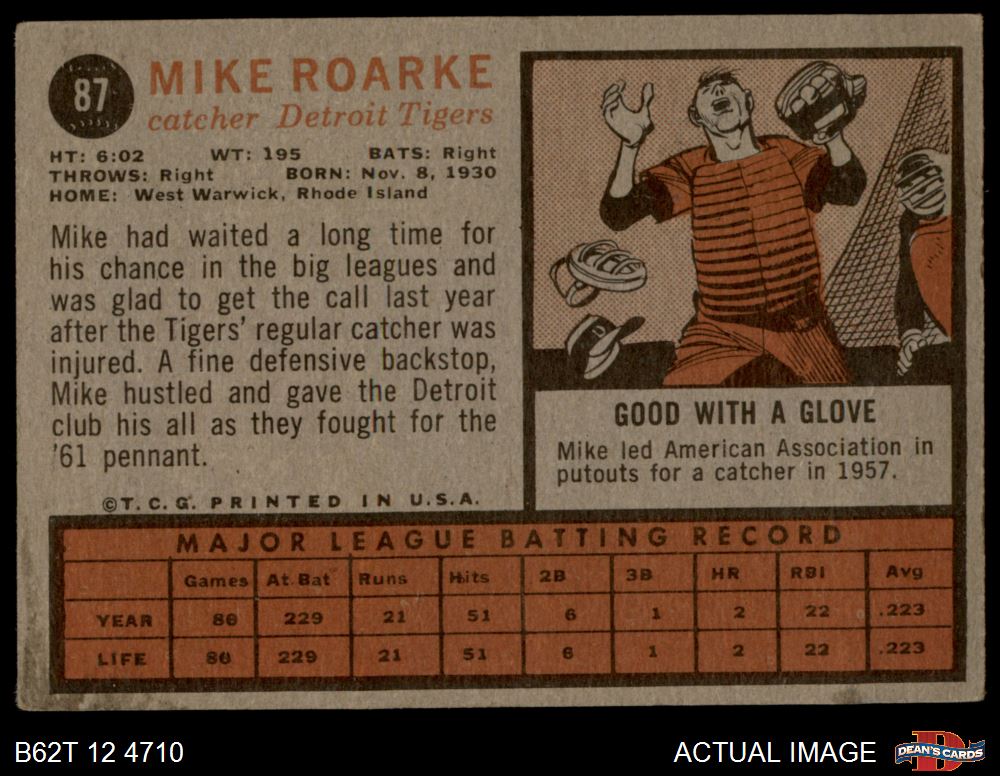 87
MIKE ROARKE
catcher Detroit Tigers
HT: 6:02 WT: 195 BATS: Right
THROWS: Right BORN: Nov. 8, 1930
HOME: West Warwick, Rhode Island
Mike had waited a long time for
his chance in the big leagues and
was glad to get the call last year
after the Tigers' regular catcher was
injured. A fine defensive backstop,
Mike hustled and gave the Detroit
club his all as they fought for the
'61 pennant.
©T.C.G. PRINTED IN U.S.A.
D
GOOD WITH A GLOVE
Mike led American Association in
putouts for a catcher in 1957.
MAJOR LEAGUE BATTING RECORD
Games At Bat Runs Hits 2B 3B HR RBI Avg
YEAR 86 229 21 51 6 1 2 22 .223
LIFE 86 229 21 51 6 1 2 22 .223
B62T 12 4710
ACTUAL IMAGE
D
DEAN'S CARDS